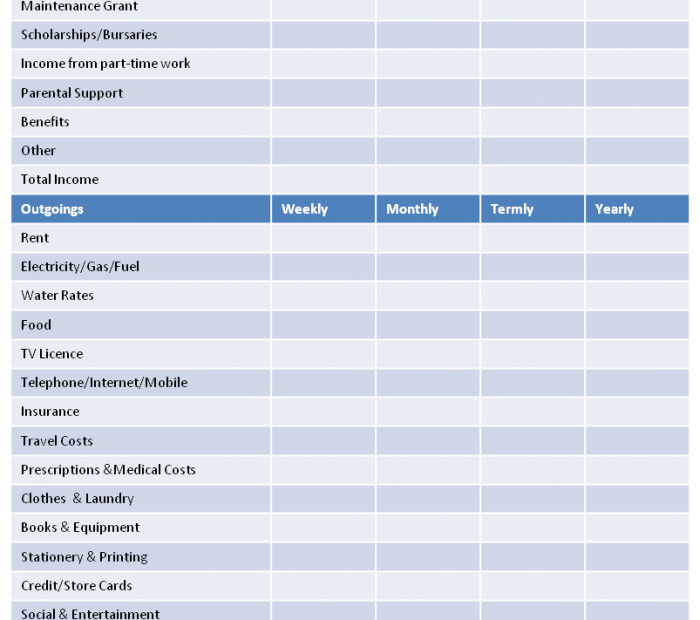 Maintenance Grant
Scholarships/Bursaries
Income from part-time work
Parental Support
Benefits
Other
Total Income
Outgoings Weekly Monthly Termly Yearly
Rent
Electricity/Gas/Fuel
Water Rates
Food
TV Licence
Telephone/Internet/Mobile
Insurance
Travel Costs
Prescriptions &Medical Costs
Clothes & Laundry
Books & Equipment
Stationery & Printing
Credit/Store Cards
Social & Entertainment